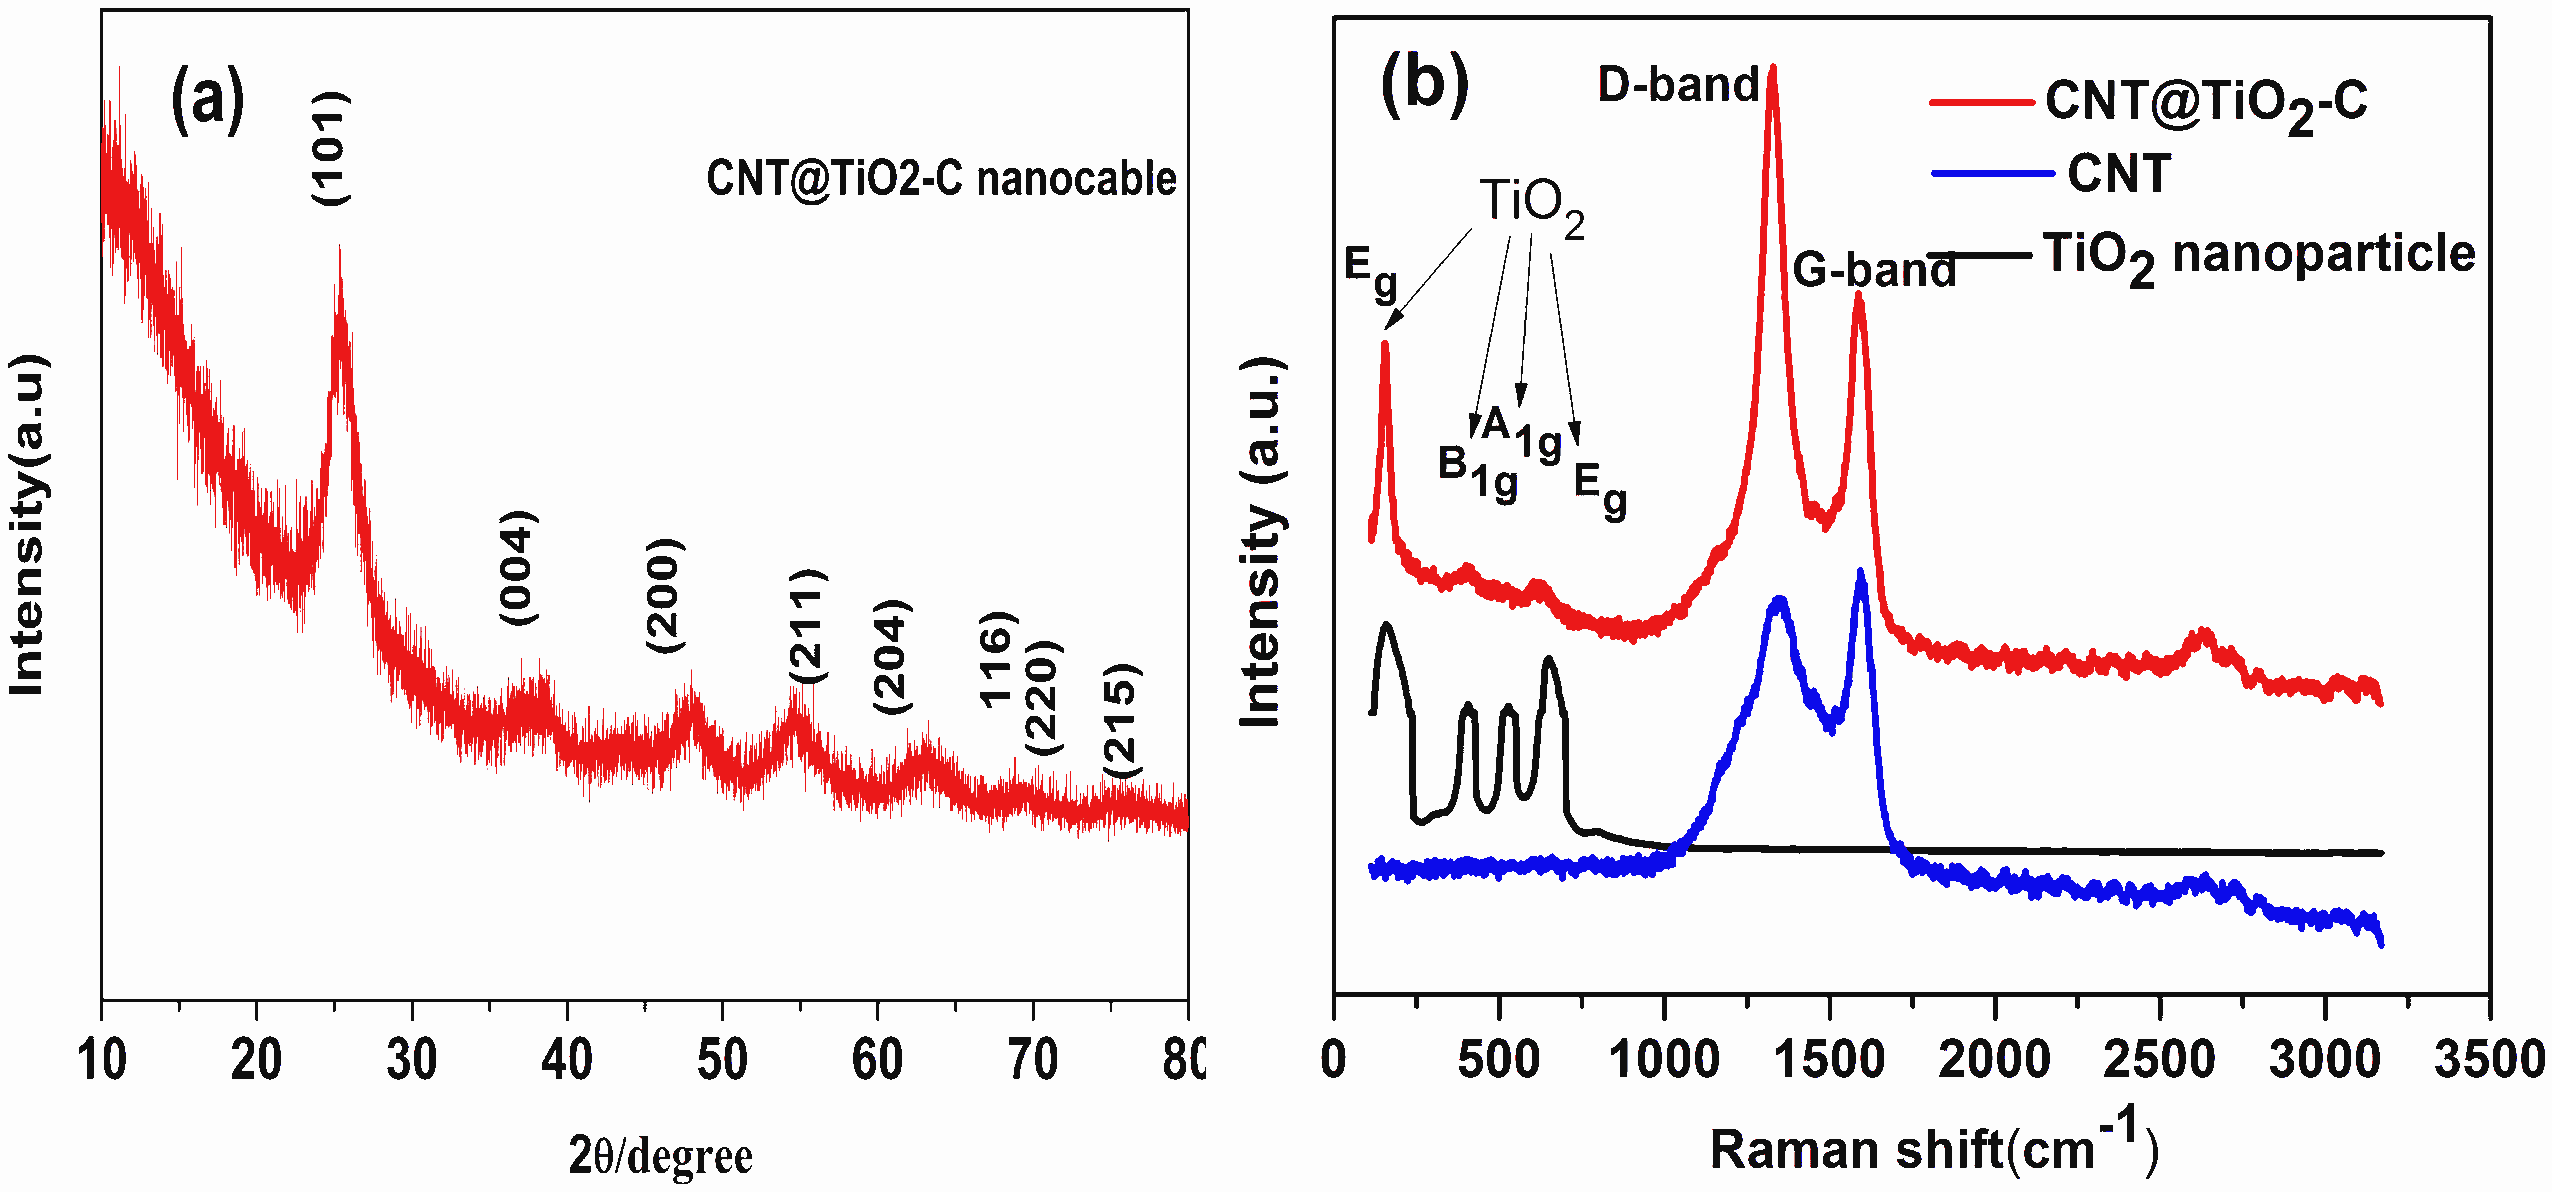 (a)
(101)
CNT@TiO2-C nanocable
(004)
(200)
(211)
(204)
116)
(220)
(215)
Intensity(a.u)
10 20 30 40 50 60 70 80
2θ/degree
(b)
D-band
CNT@TiO2-C
CNT
TiO2 nanoparticle
TiO2
G-band
Eg
A1g
B1g
Eg
Intensity (a.u.)
0 500 1000 1500 2000 2500 3000 3500
Raman shift(cm-1)